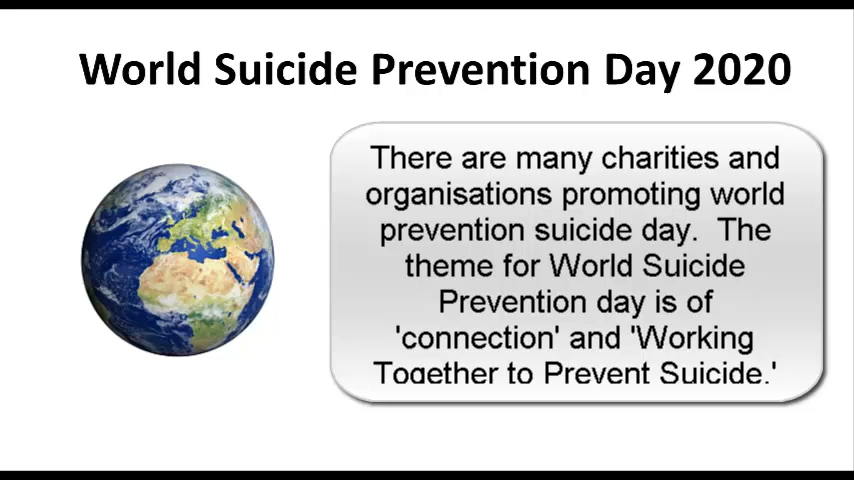 World Suicide Prevention Day 2020
There are many charities and
organisations promoting world
prevention suicide day.  The
theme for World Suicide
Prevention day is of
'connection' and 'Working
Together to Prevent Suicide.'